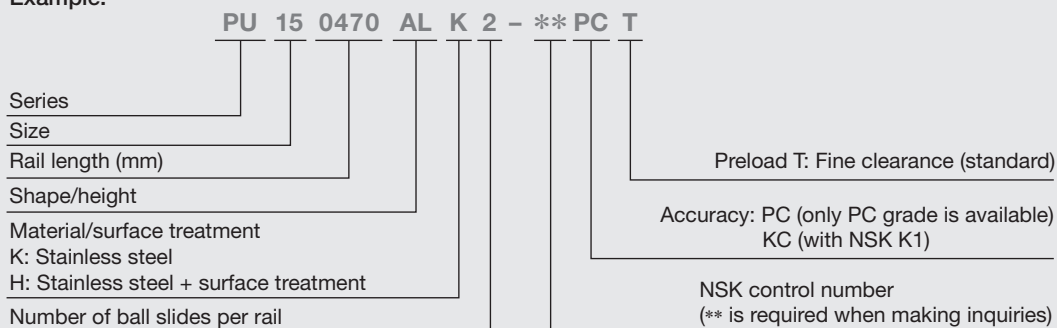 Example:
PU 15 0470 AL K 2 – ** PC T
Series
Size
Rail length (mm)
Shape/height
Material/surface treatment
K: Stainless steel
H: Stainless steel + surface treatment
Number of ball slides per rail
Preload T: Fine clearance (standard)
Accuracy: PC (only PC grade is available)
KC (with NSK K1)
NSK control number
(** is required when making inquiries)